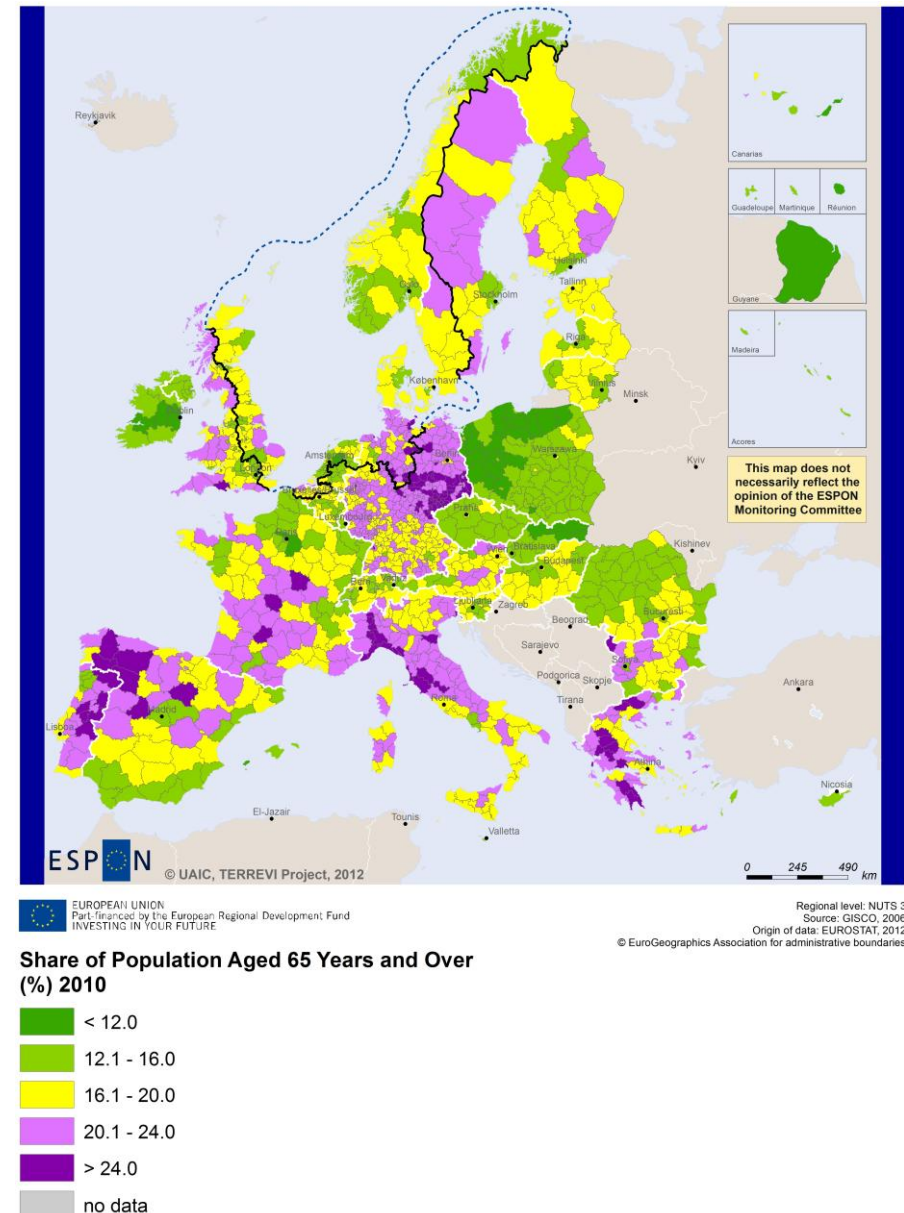 Reykjavik
Canarias
Guadeloupe
Martinique
Réunion
Guyane
Madeira
Acores
Helsinki
Tallinn
Oslo
Stockholm
Riga
København
Vilnius
Minsk
Dublin
London
Amsterdam
Berlin
Warszawa
Kyiv
This map does not
necessarily reflect the
opinion of the ESPON
Monitoring Committee
Luxembourg
Praha
Paris
Kishinev
Wien
Bratislava
Budapest
Bern
Vaduz
Ljubljana
Zagreb
Bucuresti
Beograd
Sarajevo
Sofiya
Podgorica
Skopje
Ankara
Tirana
Roma
Madrid
Lisboa
Athina
Nicosia
El-Jazair
Tounis
Valletta
ESPON
© UAIC, TERREVI Project, 2012
0 245 490
km
EUROPEAN UNION
Part-financed by the European Regional Development Fund
INVESTING IN YOUR FUTURE
Regional level: NUTS 3
Source: GISCO, 2006
Origin of data: EUROSTAT, 2012
© EuroGeographics Association for administrative boundaries
Share of Population Aged 65 Years and Over
(%) 2010
< 12.0
12.1 - 16.0
16.1 - 20.0
20.1 - 24.0
> 24.0
no data